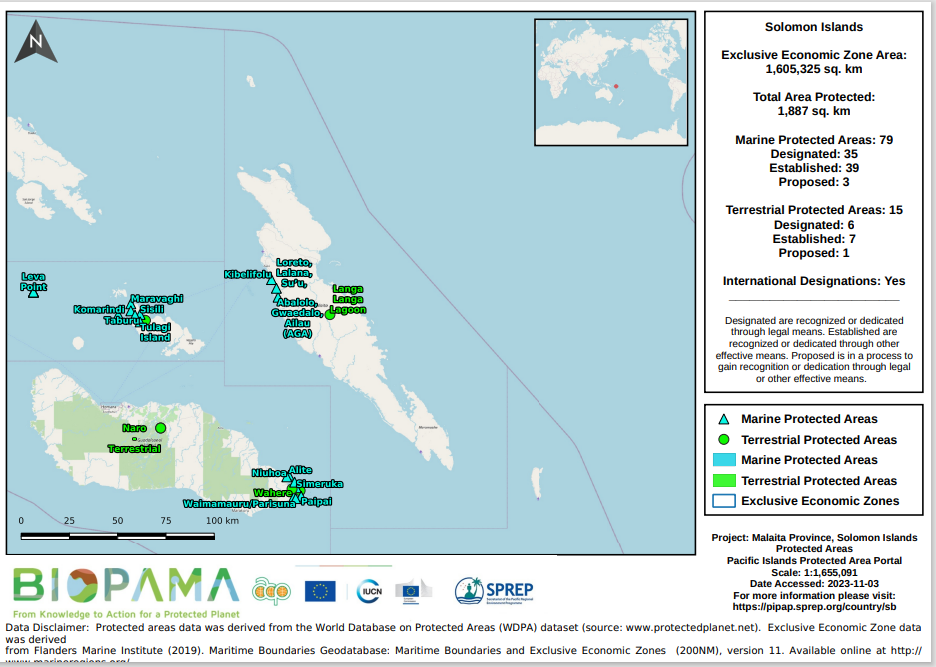 N
Leva
Point
Komarindi
Maravaghi
Sisili
Taburu
Tulagi
Island
Kibelifolu
Loreto,
Lalana,
Su'u,
Abalolo,
Gwaedalo,
Allau
(AGA)
Langa
Langa
Lagoon
Naro
Terrestrial
Niuhoa
Alite
Simeruka
Wahere
Waimamauru/Parisuna
Paipai
0 25 50 75 100 km
Solomon Islands
Exclusive Economic Zone Area:
1,605,325 sq. km
Total Area Protected:
1,887 sq. km
Marine Protected Areas: 79
Designated: 35
Established: 39
Proposed: 3
Terrestrial Protected Areas: 15
Designated: 6
Established: 7
Proposed: 1
International Designations: Yes
Designated are recognized or dedicated
through legal means. Established are
recognized or dedicated through other
effective means. Proposed is in a process to
gain recognition or dedication through legal
or other effective means.
Marine Protected Areas
Terrestrial Protected Areas
Marine Protected Areas
Terrestrial Protected Areas
Exclusive Economic Zones
Project: Malaita Province, Solomon Islands
Protected Areas
Pacific Islands Protected Area Portal
Scale: 1:1,655,091
Date Accessed: 2023-11-03
For more information please visit:
https://pipap.sprep.org/country/sb
BIOPAMA
From Knowledge to Action for a Protected Planet
IUCN
SPREP
Data Disclaimer: Protected areas data was derived from the World Database on Protected Areas (WDPA) dataset (source: www.protectedplanet.net). Exclusive Economic Zone data
was derived
from Flanders Marine Institute (2019). Maritime Boundaries Geodatabase: Maritime Boundaries and Exclusive Economic Zones (200NM), version 11. Available online at http://
www.marineregions.org/